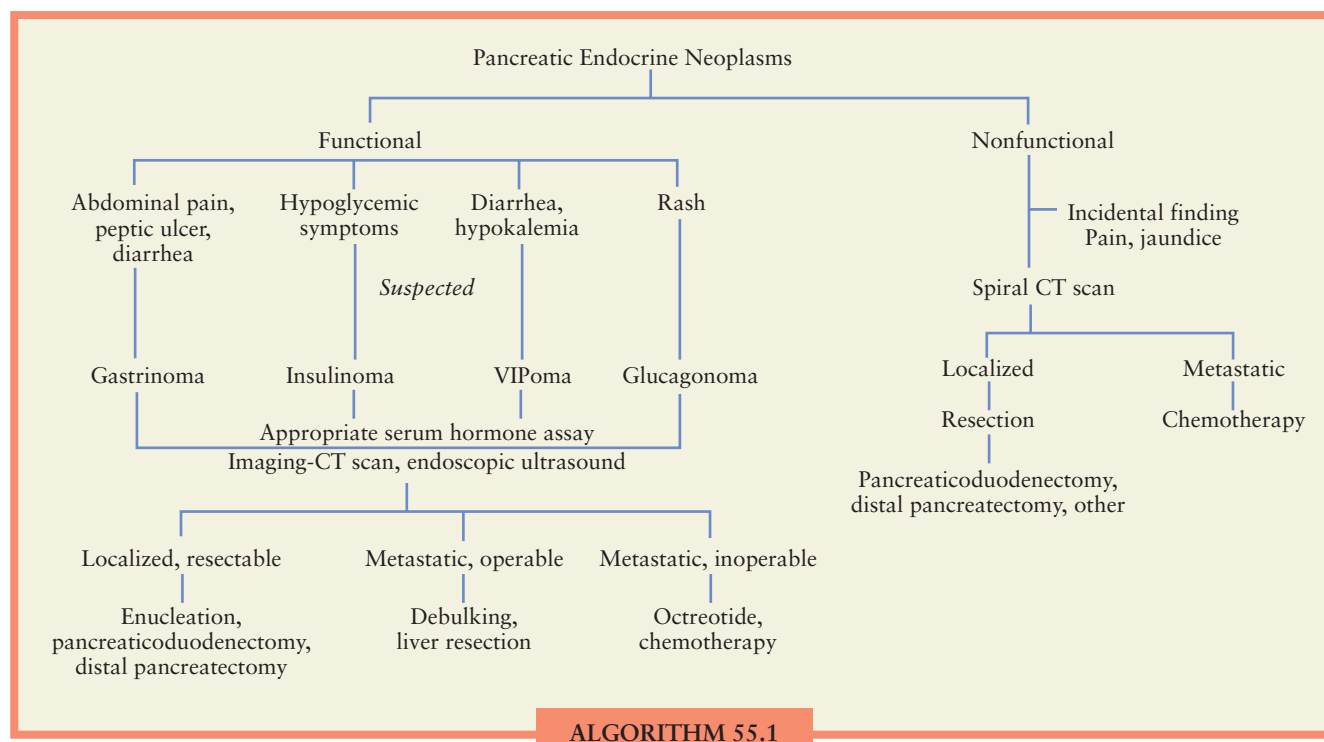 Pancreatic Endocrine Neoplasms
Functional
Nonfunctional
Abdominal pain,
peptic ulcer,
diarrhea
Hypoglycemic
symptoms
Diarrhea,
hypokalemia
Rash
Incidental finding
Pain, jaundice
Suspected
Spiral CT scan
Gastrinoma
Insulinoma
VIPoma
Glucagonoma
Localized
Metastatic
Appropriate serum hormone assay
Imaging-CT scan, endoscopic ultrasound
Resection
Chemotherapy
Pancreaticoduodenectomy,
distal pancreatectomy, other
Localized, resectable
Metastatic, operable
Metastatic, inoperable
Enucleation,
pancreaticoduodenectomy,
distal pancreatectomy
Debulking,
liver resection
Octreotide,
chemotherapy
ALGORITHM 55.1